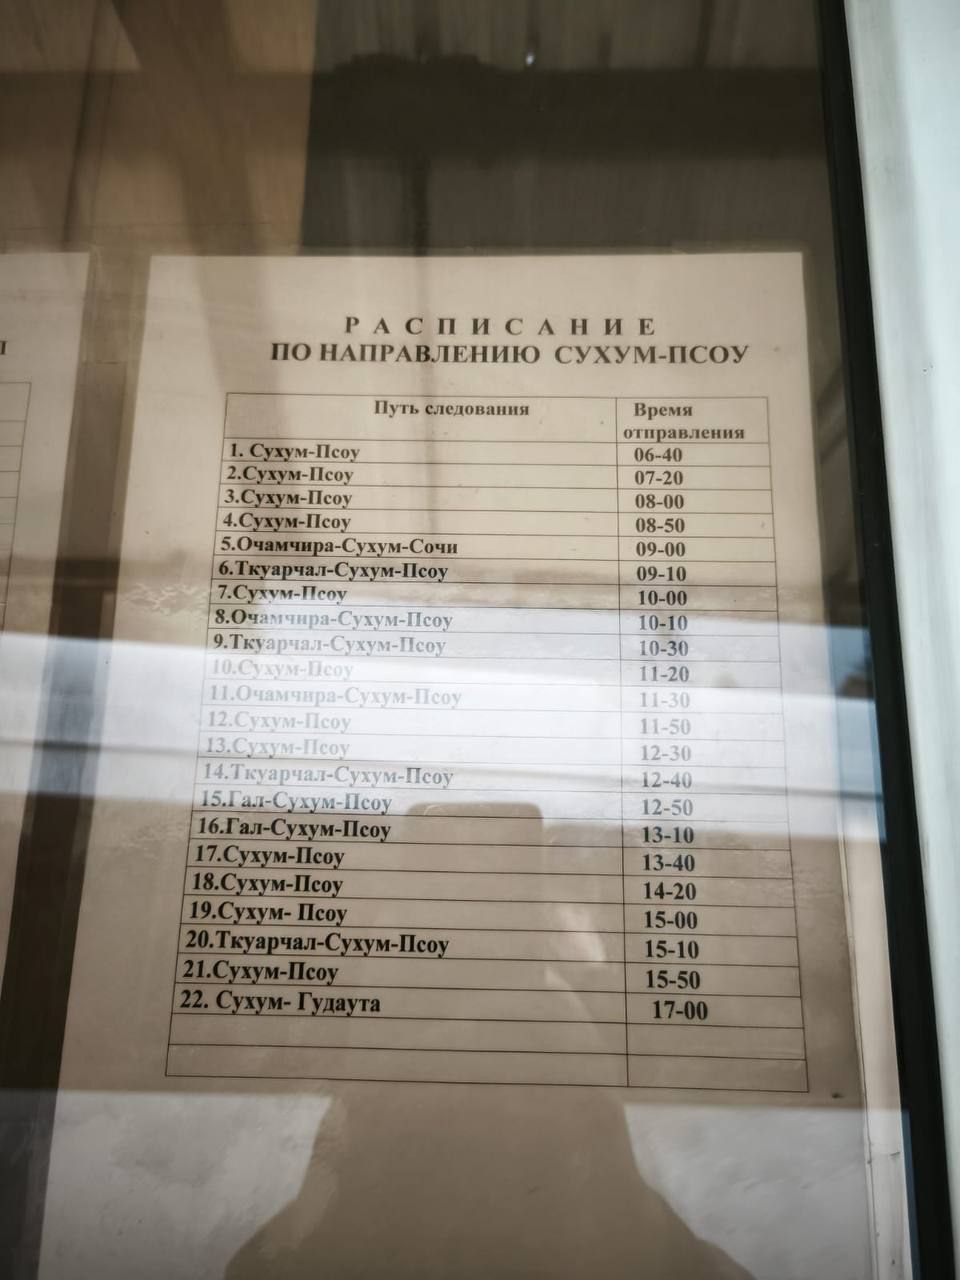 Р А С П И С А Н И Е
ПО НАПРАВЛЕНИЮ СУХУМ-ПСОУ
Путь следования Время отправления
1. Сухум-Псоу 06-40
2.Сухум-Псоу 07-20
3.Сухум-Псоу 08-00
4.Сухум-Псоу 08-50
5.Очамчира-Сухум-Сочи 09-00
6.Ткуарчал-Сухум-Псоу 09-10
7.Сухум-Псоу 10-00
8.Очамчира-Сухум-Псоу 10-10
9.Ткуарчал-Сухум-Псоу 10-30
10.Сухум-Псоу 11-20
11.Очамчира-Сухум-Псоу 11-30
12.Сухум-Псоу 11-50
13.Сухум-Псоу 12-30
14.Ткуарчал-Сухум-Псоу 12-40
15.Гал-Сухум-Псоу 12-50
16.Гал-Сухум-Псоу 13-10
17.Сухум-Псоу 13-40
18.Сухум-Псоу 14-20
19.Сухум- Псоу 15-00
20.Ткуарчал-Сухум-Псоу 15-10
21.Сухум-Псоу 15-50
22. Сухум- Гудаута 17-00